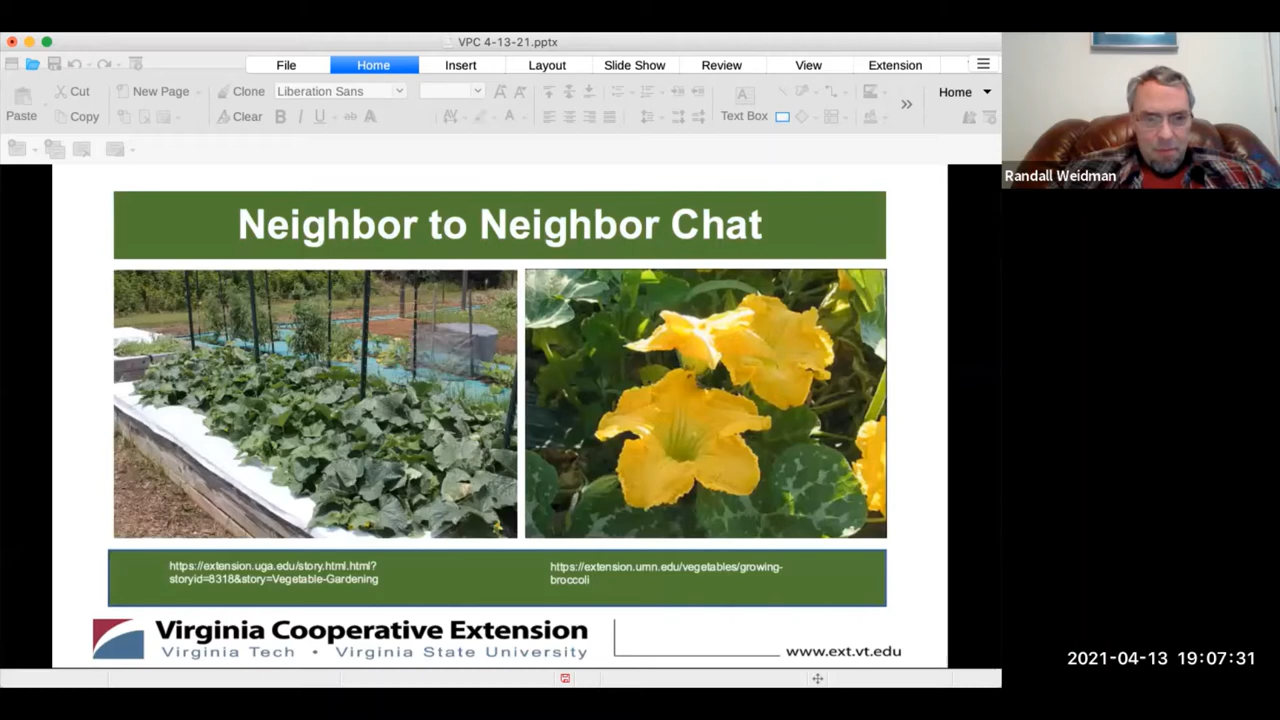 VPC 4-13-21.pptx
File Home Insert Layout Slide Show Review View Extension
Cut New Page Clone Liberation Sans Home
Paste Copy Clear B I U ab A Text Box
Randall Weidman
Neighbor to Neighbor Chat
https://extension.uga.edu/story.html.html?
storyid=8318&story=Vegetable-Gardening
https://extension.umn.edu/vegetables/growing-
broccoli
Virginia Cooperative Extension
Virginia Tech • Virginia State University
www.ext.vt.edu
2021-04-13 19:07:31